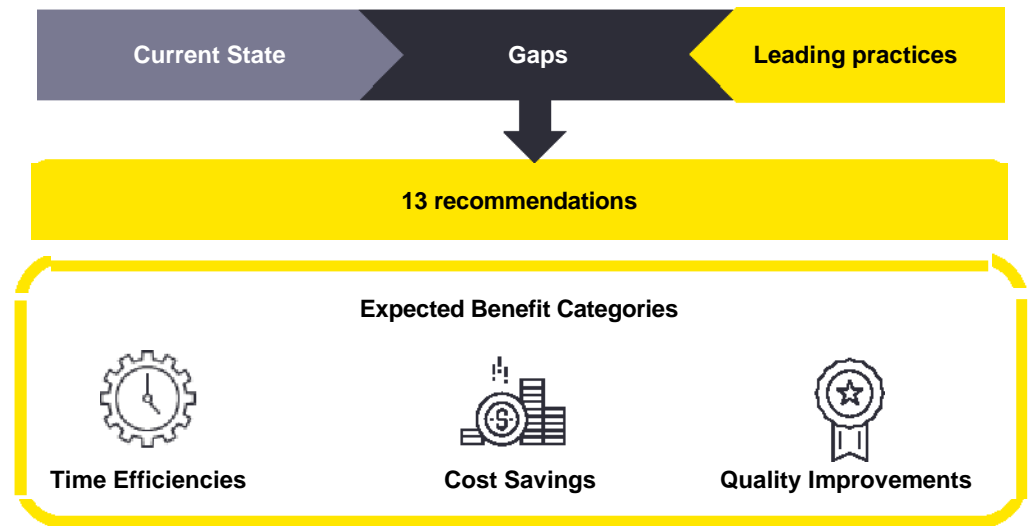 Current State
Gaps
Leading practices
13 recommendations
Expected Benefit Categories
$
Time Efficiencies
Cost Savings
Quality Improvements